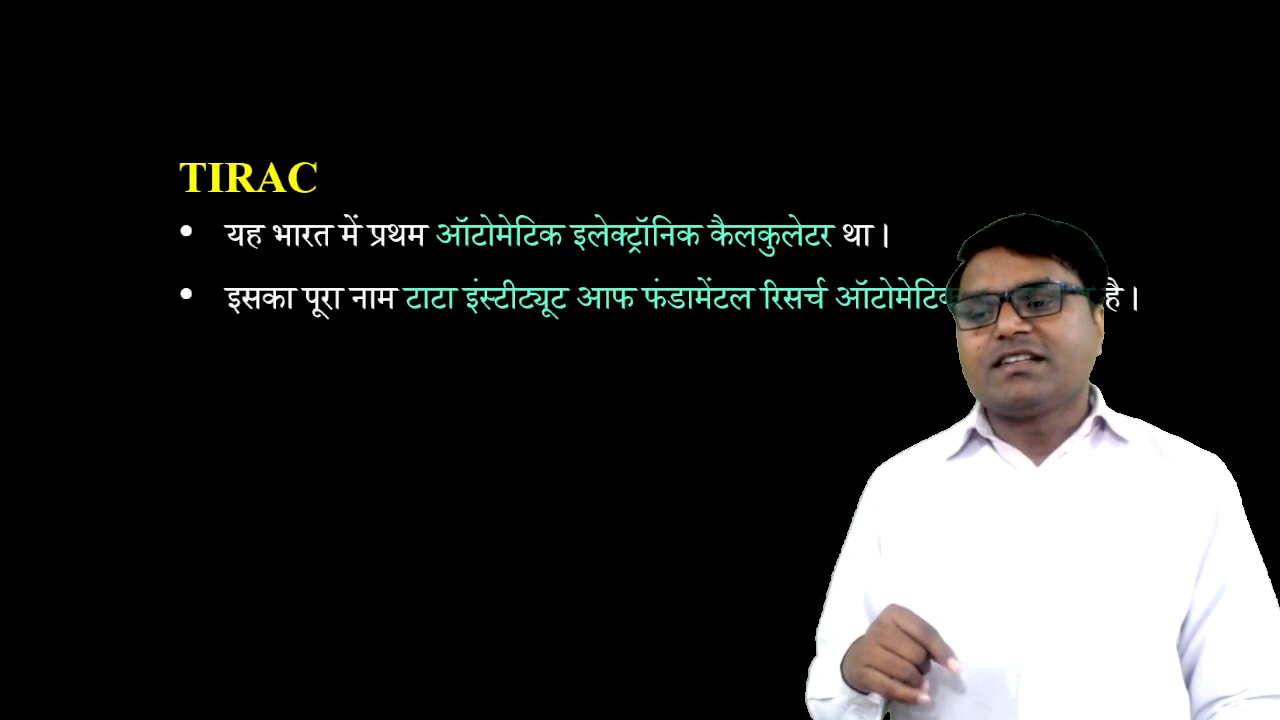 TIRAC
• यह भारत में प्रथम ऑटोमेटिक इलेक्ट्रॉनिक कैलकुलेटर था।
• इसका पूरा नाम टाटा इंस्टीट्यूट आफ फंडामेंटल रिसर्च ऑटोमेटिक है।